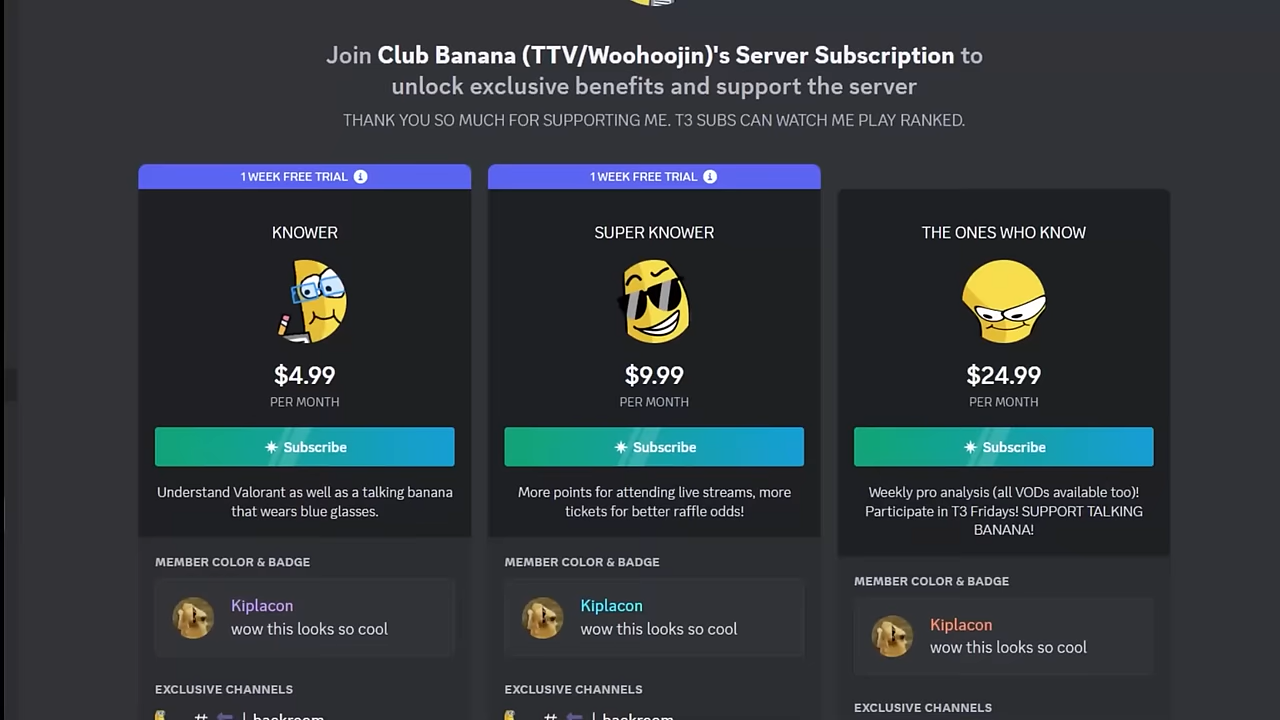 Join Club Banana (TTV/Woohoojin)'s Server Subscription to
unlock exclusive benefits and support the server
THANK YOU SO MUCH FOR SUPPORTING ME. T3 SUBS CAN WATCH ME PLAY RANKED.
1 WEEK FREE TRIAL
KNOWER
$4.99
PER MONTH
Subscribe
Understand Valorant as well as a talking banana
that wears blue glasses.
MEMBER COLOR & BADGE
Kiplacon
wow this looks so cool
EXCLUSIVE CHANNELS
# | backroom
1 WEEK FREE TRIAL
SUPER KNOWER
$9.99
PER MONTH
Subscribe
More points for attending live streams, more
tickets for better raffle odds!
MEMBER COLOR & BADGE
Kiplacon
wow this looks so cool
EXCLUSIVE CHANNELS
# | backroom
THE ONES WHO KNOW
$24.99
PER MONTH
Subscribe
Weekly pro analysis (all VODs available too)!
Participate in T3 Fridays! SUPPORT TALKING
BANANA!
MEMBER COLOR & BADGE
Kiplacon
wow this looks so cool
EXCLUSIVE CHANNELS